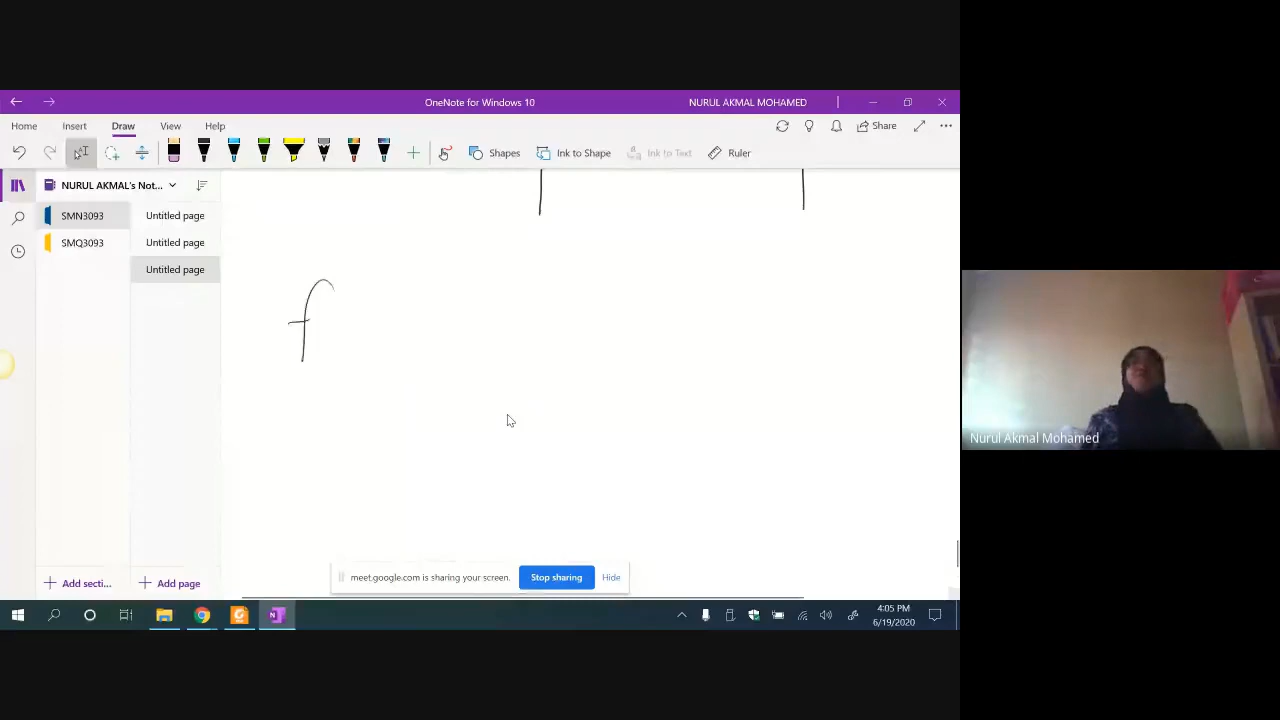 OneNote for Windows 10
NURUL AKMAL MOHAMED
Home
Insert
Draw
View
Help
Share
Shapes
Ink to Shape
Ink to Text
Ruler
NURUL AKMAL's Not...
SMN3093
SMQ3093
Untitled page
Untitled page
Untitled page
f
Nurul Akmal Mohamed
Add secti...
Add page
meet.google.com is sharing your screen.
Stop sharing
Hide
4:05 PM
6/19/2020